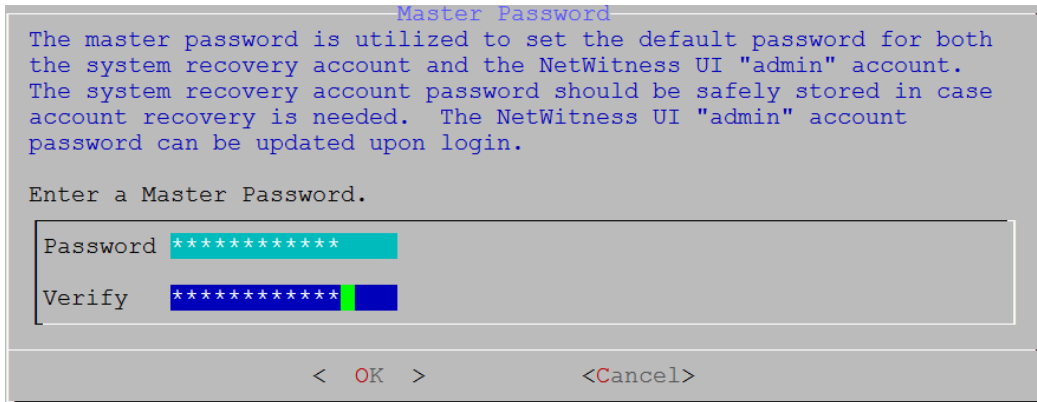 Master Password
The master password is utilized to set the default password for both
the system recovery account and the NetWitness UI "admin" account.
The system recovery account password should be safely stored in case
account recovery is needed.  The NetWitness UI "admin" account
password can be updated upon login.
Enter a Master Password.
Password ************
Verify ************
< OK > <Cancel>